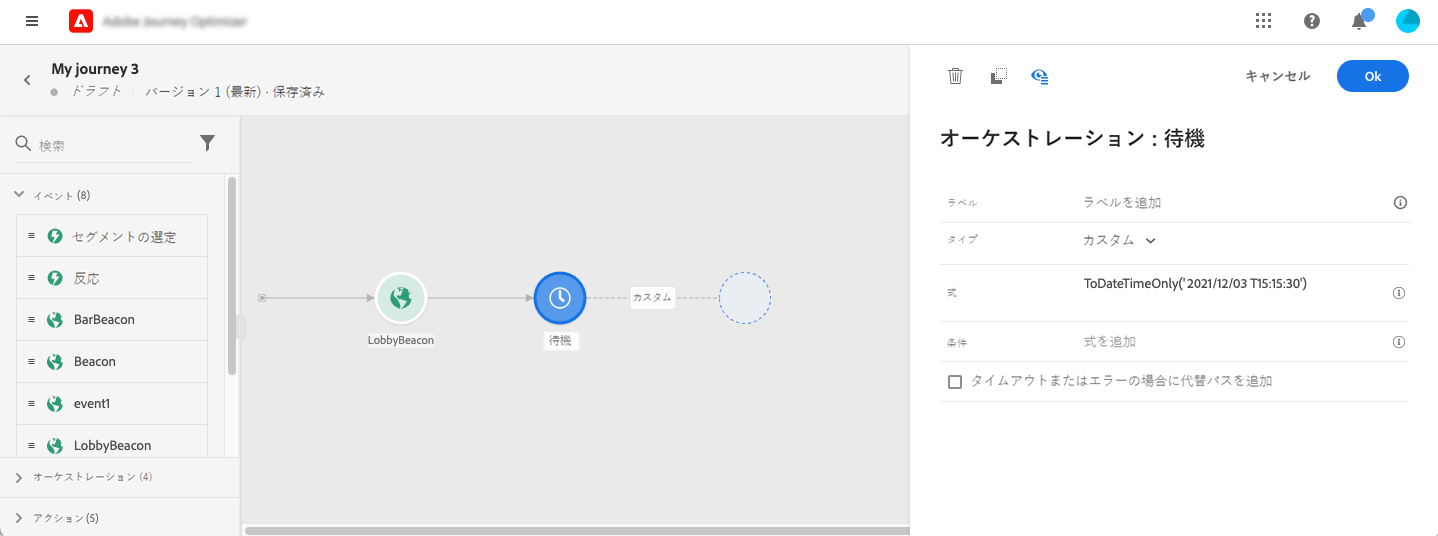 Adobe Journey Optimizer
My journey 3
ドラフト バージョン 1 (最新) · 保存済み
キャンセル Ok
検索
イベント (8)
セグメントの選定
反応
BarBeacon
Beacon
event1
LobbyBeacon
オーケストレーション (4)
アクション (5)
LobbyBeacon
待機
カスタム
オーケストレーション : 待機
ラベル ラベルを追加
タイプ カスタム
式 ToDateTimeOnly('2021/12/03 T15:15:30')
条件 式を追加
タイムアウトまたはエラーの場合に代替パスを追加